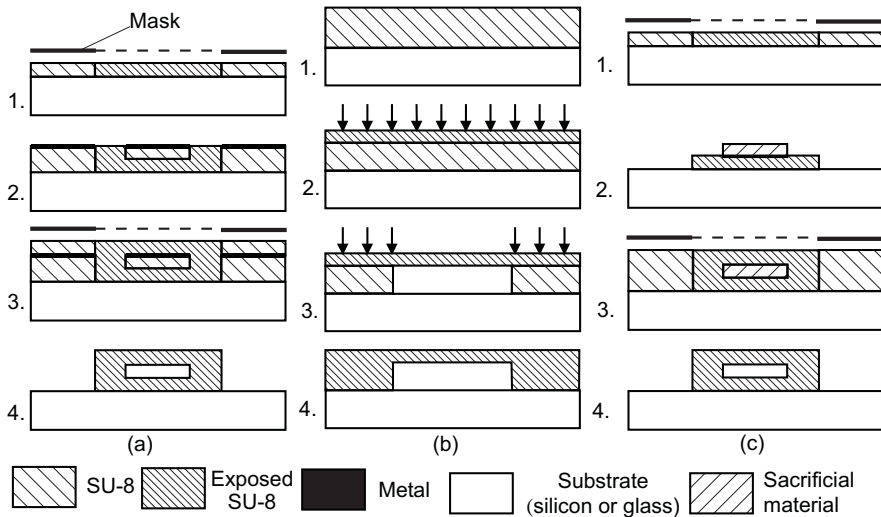 Mask
1.
2.
3.
4.
(a)
1.
2.
3.
4.
(b)
1.
2.
3.
4.
(c)
SU-8
Exposed
SU-8
Metal
Substrate
(silicon or glass)
Sacrificial
material